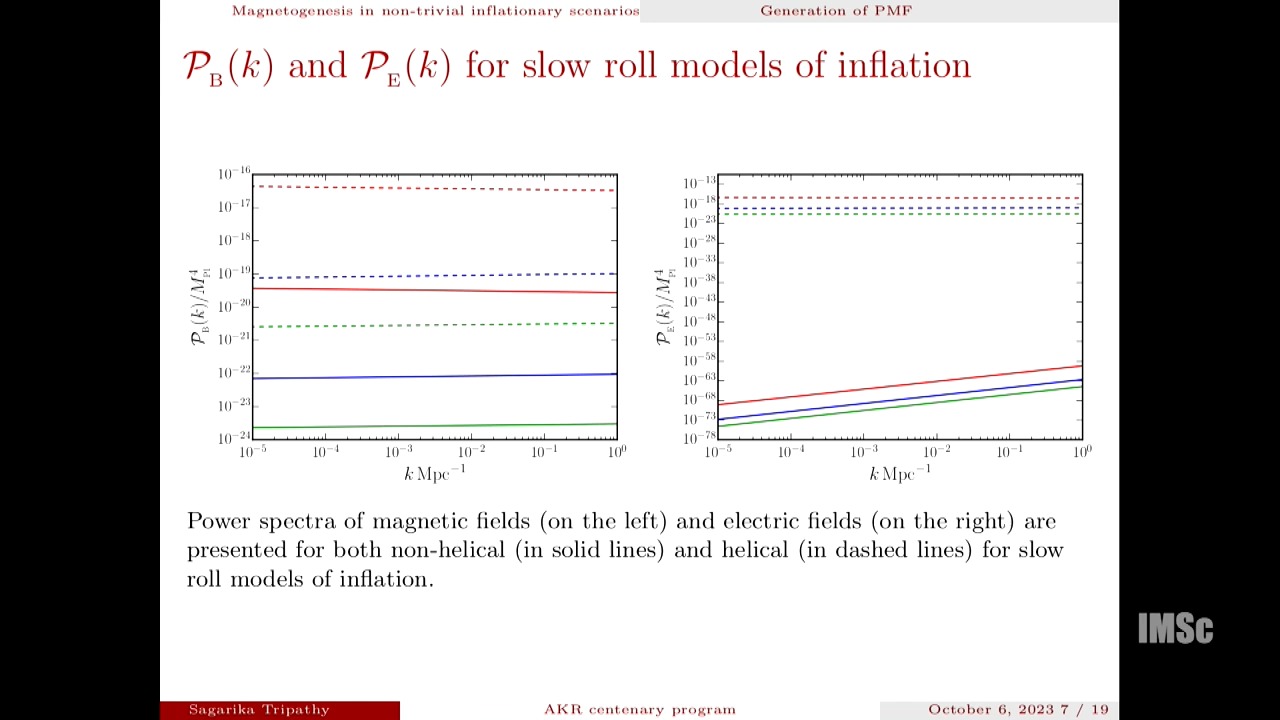 Magnetogenesis in non-trivial inflationary scenarios
Generation of PMF
𝒫_B(k) and 𝒫_E(k) for slow roll models of inflation
10^−16
10^−17
10^−18
10^−19
10^−20
10^−21
10^−22
10^−23
10^−24
𝒫_B(k)/M_Pl^4
10^−5 10^−4 10^−3 10^−2 10^−1 10^0
k Mpc^−1
10^−13
10^−18
10^−23
10^−28
10^−33
10^−38
10^−43
10^−48
10^−53
10^−58
10^−63
10^−68
10^−73
10^−78
𝒫_E(k)/M_Pl^4
10^−5 10^−4 10^−3 10^−2 10^−1 10^0
k Mpc^−1
Power spectra of magnetic fields (on the left) and electric fields (on the right) are
presented for both non-helical (in solid lines) and helical (in dashed lines) for slow
roll models of inflation.
IMSc
Sagarika Tripathy
AKR centenary program
October 6, 2023 7 / 19